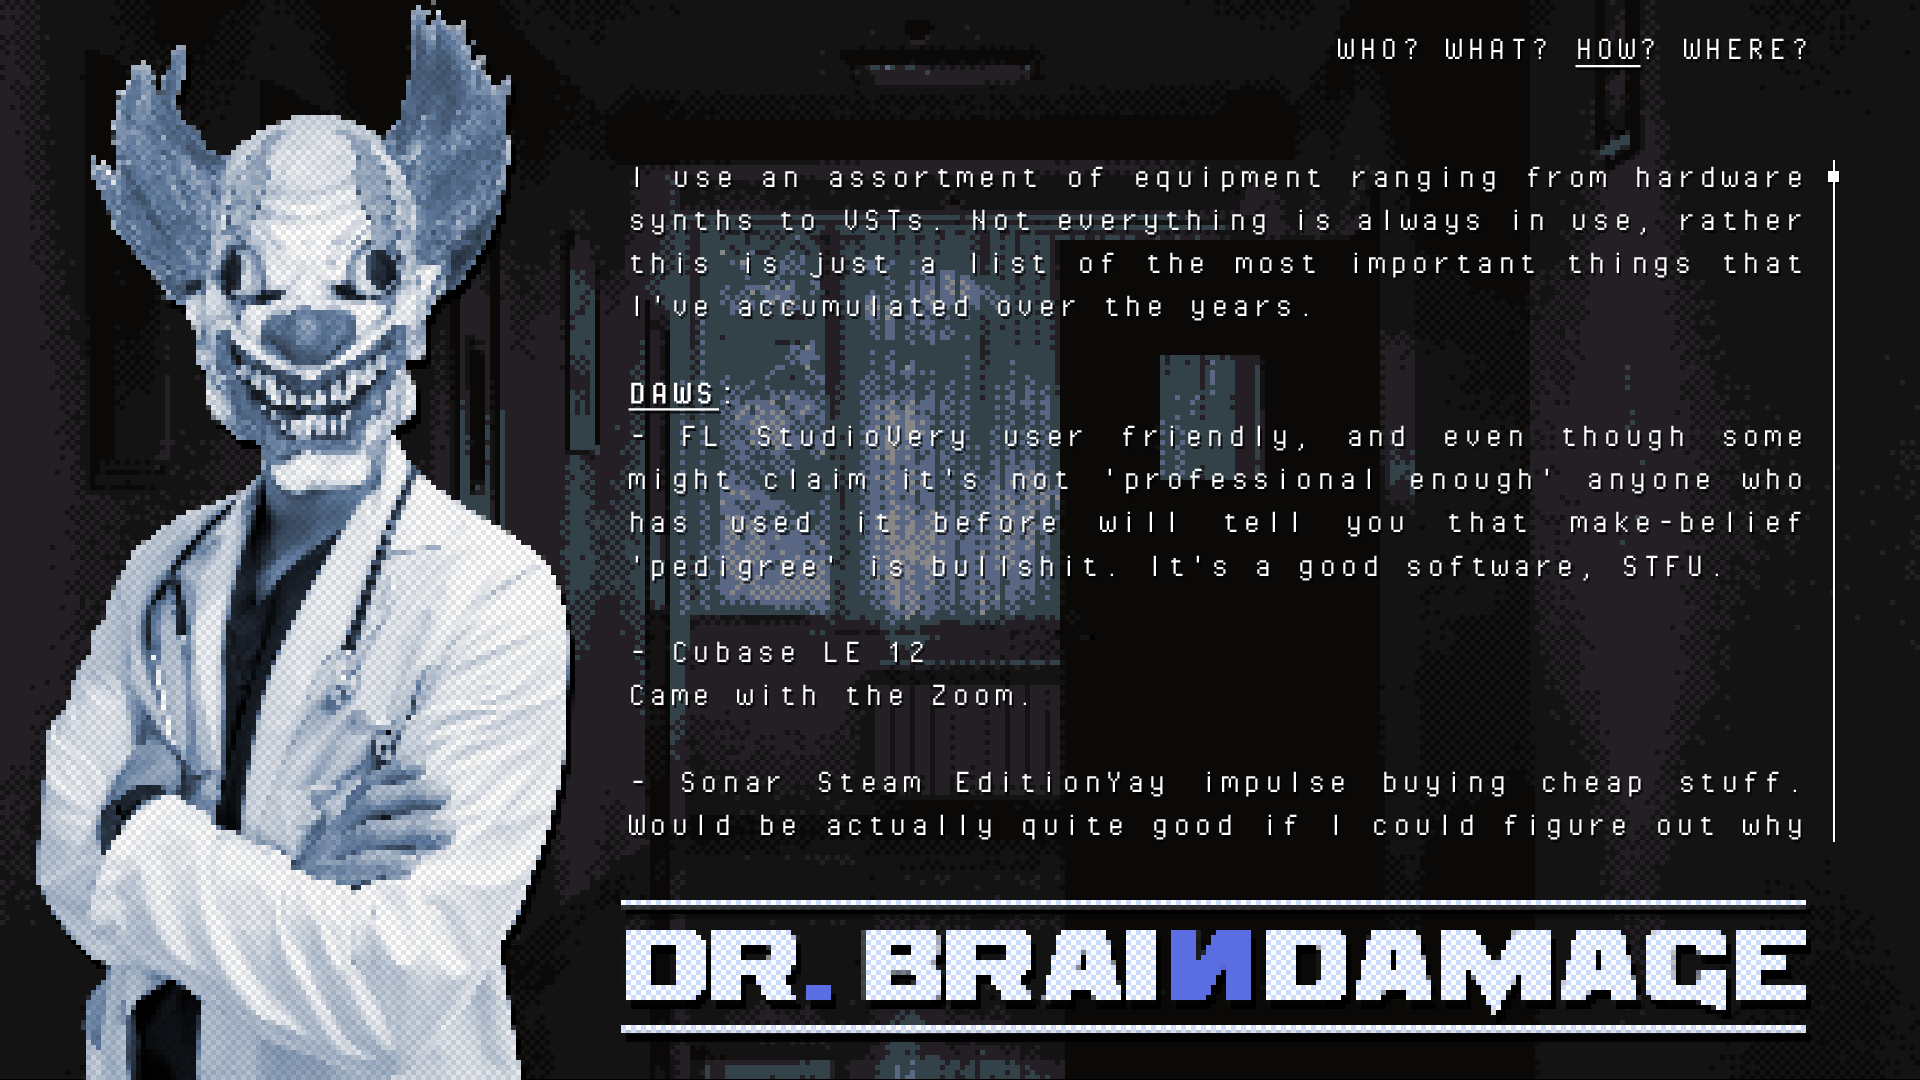 WHO? WHAT? HOW? WHERE?
I use an assortment of equipment ranging from hardware
synths to VSTs. Not everything is always in use, rather
this is just a list of the most important things that
I've accumulated over the years.
DAWS:
- FL StudioVery user friendly, and even though some
might claim it's not 'professional enough' anyone who
has used it before will tell you that make-belief
'pedigree' is bullshit. It's a good software, STFU.
- Cubase LE 12
Came with the Zoom.
- Sonar Steam EditionYay impulse buying cheap stuff.
Would be actually quite good if I could figure out why
DR. BRAIИDAMAGE